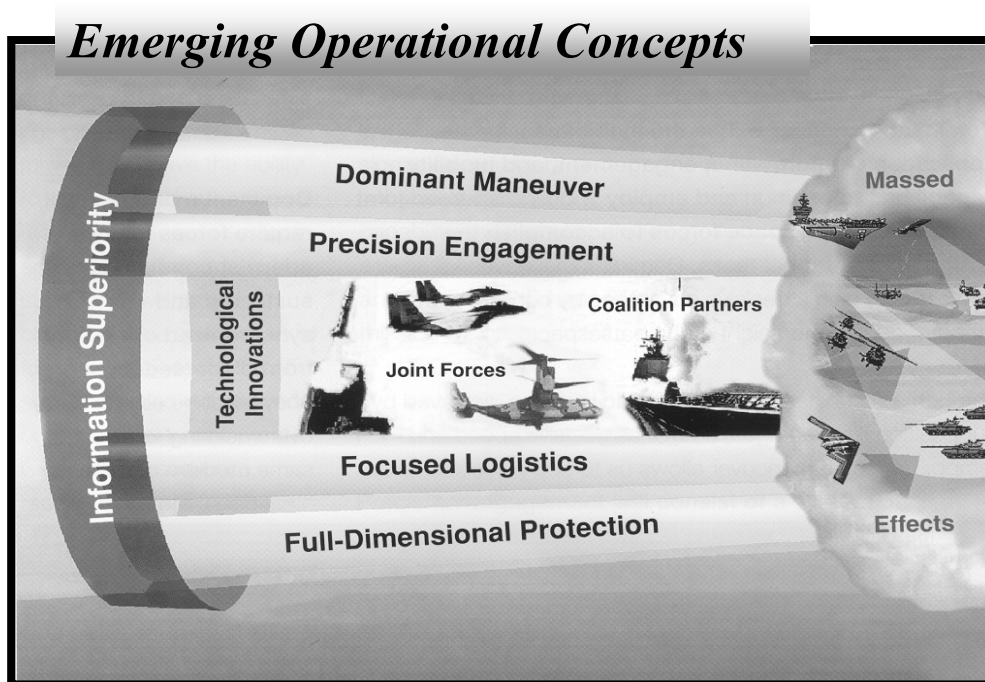 Emerging Operational Concepts
Information Superiority
Technological
Innovations
Dominant Maneuver
Precision Engagement
Coalition Partners
Joint Forces
Focused Logistics
Full-Dimensional Protection
Massed
Effects